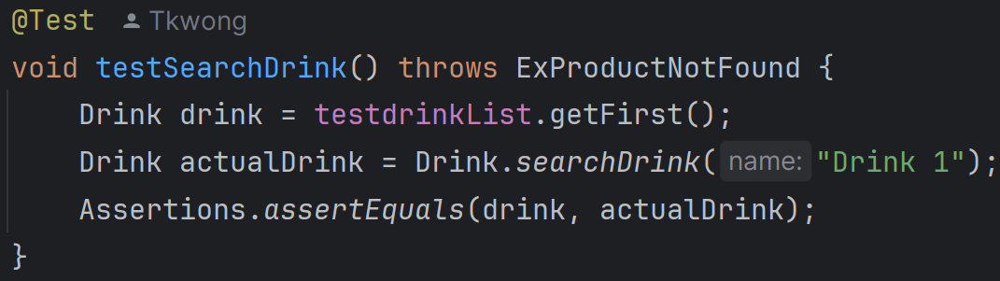 @Test Tkwong
void testSearchDrink() throws ExProductNotFound {
Drink drink = testdrinkList.getFirst();
Drink actualDrink = Drink.searchDrink( name: "Drink 1");
Assertions.assertEquals(drink, actualDrink);
}